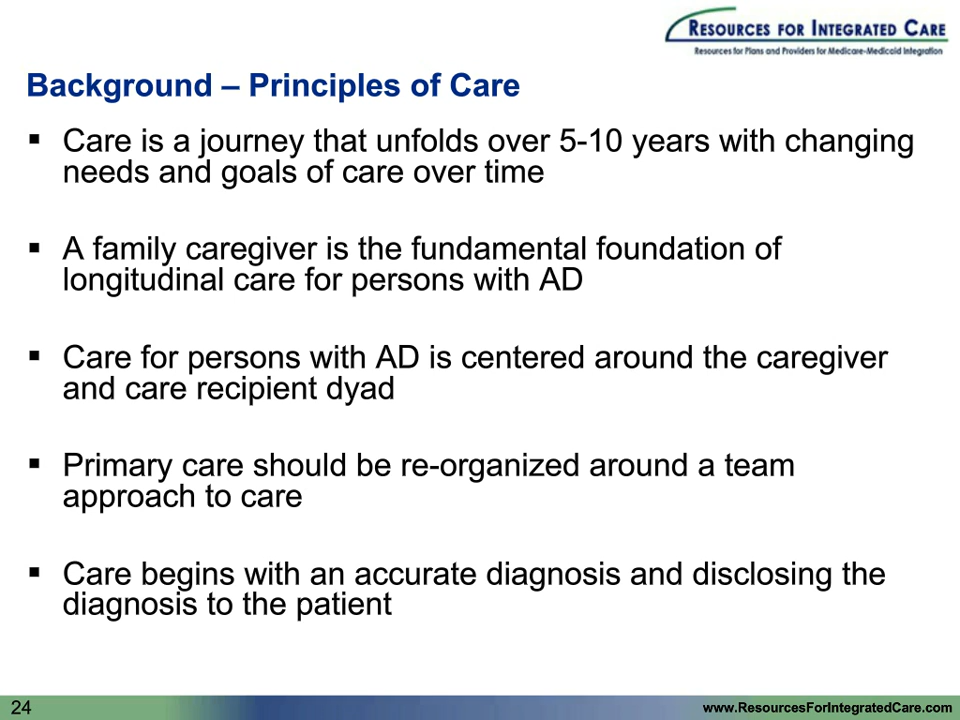 RESOURCES FOR INTEGRATED CARE
Resources for Plans and Providers for Medicare-Medicaid Integration
Background – Principles of Care
▪ Care is a journey that unfolds over 5-10 years with changing
needs and goals of care over time
▪ A family caregiver is the fundamental foundation of
longitudinal care for persons with AD
▪ Care for persons with AD is centered around the caregiver
and care recipient dyad
▪ Primary care should be re-organized around a team
approach to care
▪ Care begins with an accurate diagnosis and disclosing the
diagnosis to the patient
24
www.ResourcesForIntegratedCare.com